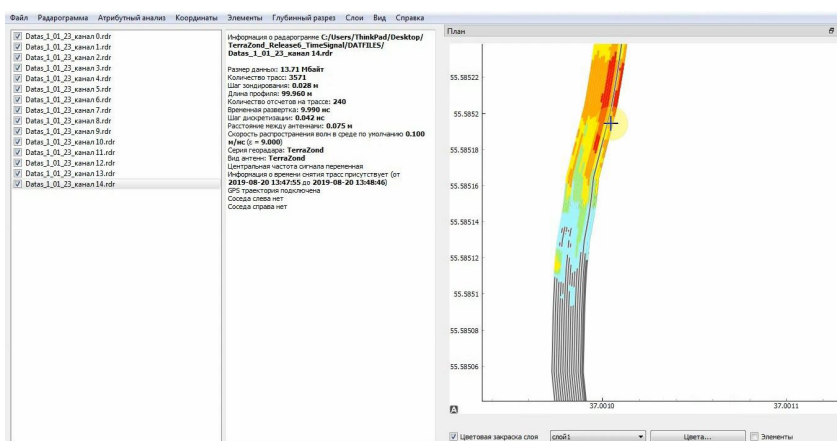 Файл Радарограмма Атрибутный анализ Координаты Элементы Глубинный разрез Слои Вид Справка
Datas_1_01_23_канал 0.rdr
Datas_1_01_23_канал 1.rdr
Datas_1_01_23_канал 2.rdr
Datas_1_01_23_канал 3.rdr
Datas_1_01_23_канал 4.rdr
Datas_1_01_23_канал 5.rdr
Datas_1_01_23_канал 6.rdr
Datas_1_01_23_канал 7.rdr
Datas_1_01_23_канал 8.rdr
Datas_1_01_23_канал 9.rdr
Datas_1_01_23_канал 10.rdr
Datas_1_01_23_канал 11.rdr
Datas_1_01_23_канал 12.rdr
Datas_1_01_23_канал 13.rdr
Datas_1_01_23_канал 14.rdr
Информация о радарограмме C:/Users/ThinkPad/Desktop/
TerraZond_Release6_TimeSignal/DATFILES/
Datas_1_01_23_канал 14.rdr
Размер данных: 13.71 Мбайт
Количество трасс: 3571
Шаг зондирования: 0.028 м
Длина профиля: 99.960 м
Количество отсчетов на трассе: 240
Временная развертка: 9.990 нс
Шаг дискретизации: 0.042 нс
Расстояние между антеннами: 0.075 м
Скорость распространения волн в среде по умолчанию 0.100
м/нс (ε = 9.000)
Серия георадара: TerraZond
Вид антенн: TerraZond
Центральная частота сигнала переменная
Информация о времени снятия трасс присутствует (от
2019-08-20 13:47:55 до 2019-08-20 13:48:46)
GPS траектория подключена
Соседа слева нет
Соседа справа нет
План
55.58522
55.5852
55.58518
55.58516
55.58514
55.58512
55.5851
55.58508
55.58506
37.0010 37.0011
A
Цветовая закраска слоя слой1 Цвета... Элементы